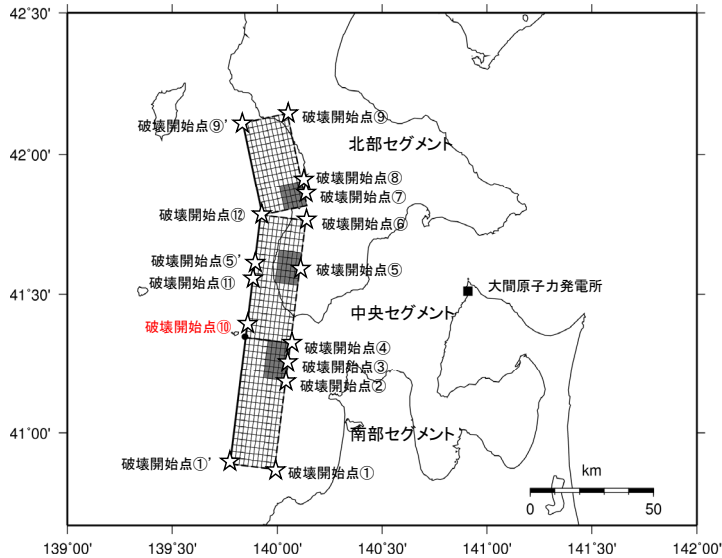 42˚30'
破壊開始点⑨'
破壊開始点⑨
北部セグメント
42˚00'
破壊開始点⑧
破壊開始点⑦
破壊開始点⑫
破壊開始点⑥
破壊開始点⑤'
破壊開始点⑤
破壊開始点⑪
大間原子力発電所
41˚30'
中央セグメント
破壊開始点⑩
破壊開始点④
破壊開始点③
破壊開始点②
41˚00'
南部セグメント
破壊開始点①'
破壊開始点①
km
0 50
139˚00' 139˚30' 140˚00' 140˚30' 141˚00' 141˚30' 142˚00'